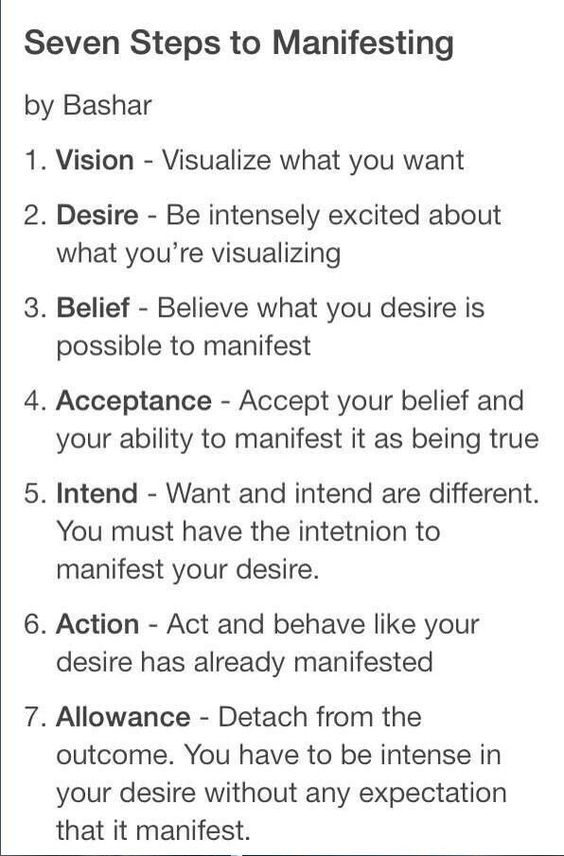 Seven Steps to Manifesting
by Bashar
1. Vision - Visualize what you want
2. Desire - Be intensely excited about
what you’re visualizing
3. Belief - Believe what you desire is
possible to manifest
4. Acceptance - Accept your belief and
your ability to manifest it as being true
5. Intend - Want and intend are different.
You must have the intetnion to
manifest your desire.
6. Action - Act and behave like your
desire has already manifested
7. Allowance - Detach from the
outcome. You have to be intense in
your desire without any expectation
that it manifest.